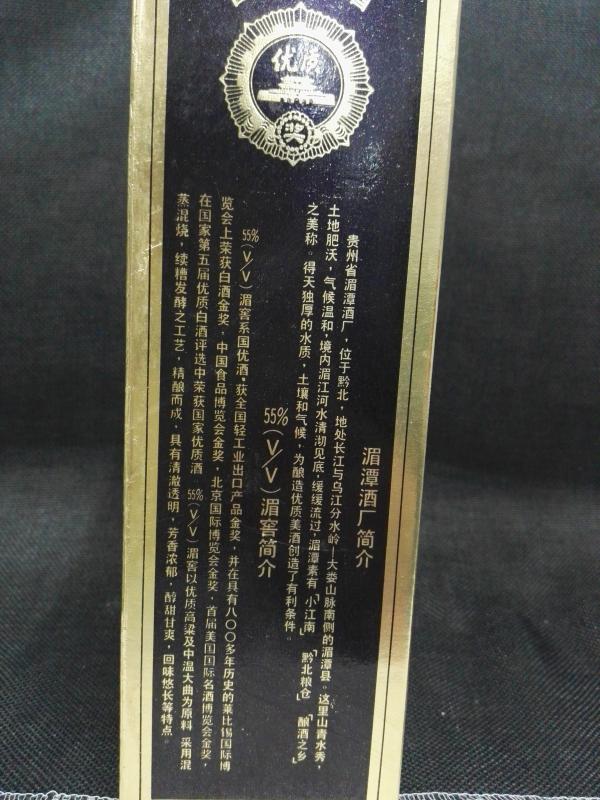 优质
奖
湄潭酒厂简介
贵州省湄潭酒厂，位于黔北，地处长江与乌江分水岭—大娄山脉南侧的湄潭县。这里山青水秀，
土地肥沃，气候温和，境内湄江河水清沏见底，缓缓流过，湄潭素有「小江南」「黔北粮仓」「酿酒之乡」
之美称。得天独厚的水质，土壤和气候，为酿造优质美酒创造了有利条件。
55%(V/V)湄窖简介
55%(V/V)湄窖系国优酒，获全国轻工业出口产品金奖，并在具有八〇〇多年历史的莱比锡国际博
览会上荣获白酒金奖，中国食品博览会金奖，北京国际博览会金奖，首届美国国际名酒博览会金奖，
在国家第五届优质白酒评选中荣获国家优质酒。55%(V/V)湄窖以优质高粱及中温大曲为原料，采用混
蒸混烧，续糟发酵之工艺，精酿而成，具有清澈透明，芳香浓郁，醇甜甘爽，回味悠长等特点。